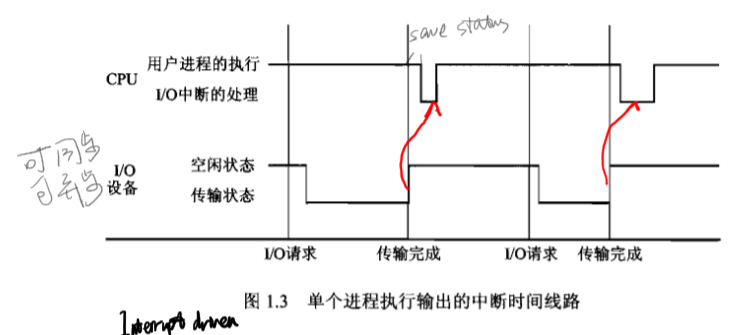 save status
CPU
用户进程的执行
I/O中断的处理
可同步
可异步
I/O
设备
空闲状态
传输状态
I/O请求 传输完成 I/O请求 传输完成
图 1.3 单个进程执行输出的中断时间线路
Interrupt driven